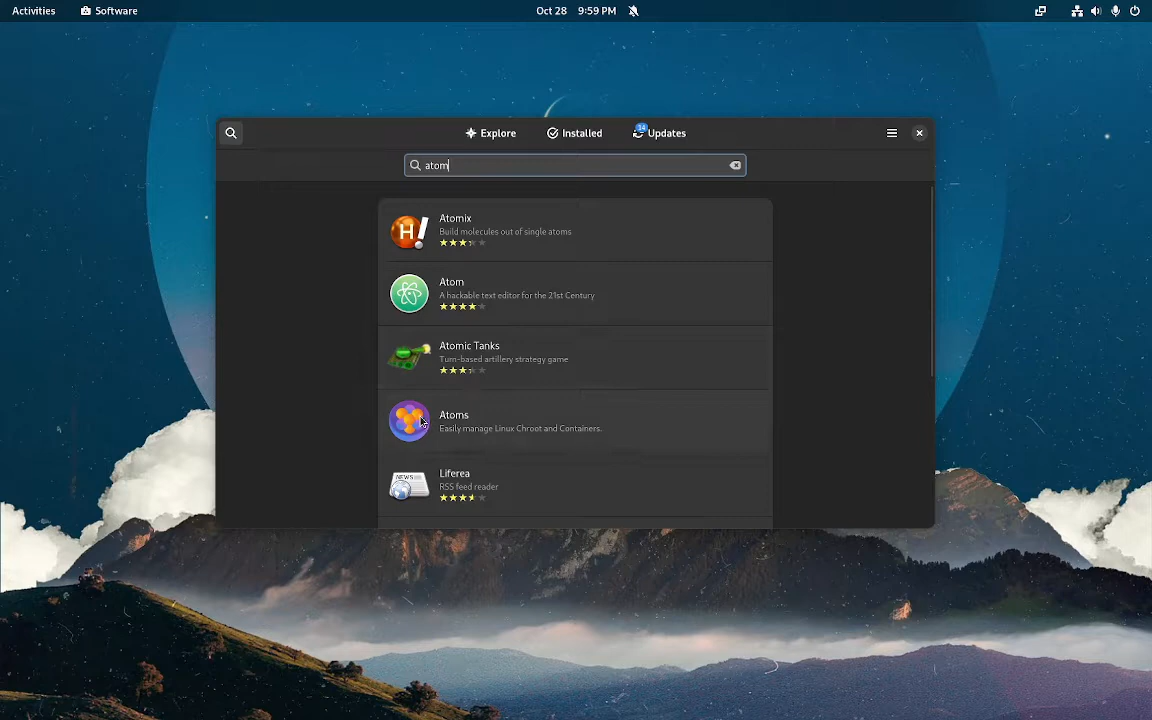 Activities Software Oct 28 9:59 PM
Explore Installed 34 Updates
atom
Atomix
Build molecules out of single atoms
Atom
A hackable text editor for the 21st Century
Atomic Tanks
Turn-based artillery strategy game
Atoms
Easily manage Linux Chroot and Containers.
NEWS
Liferea
RSS feed reader